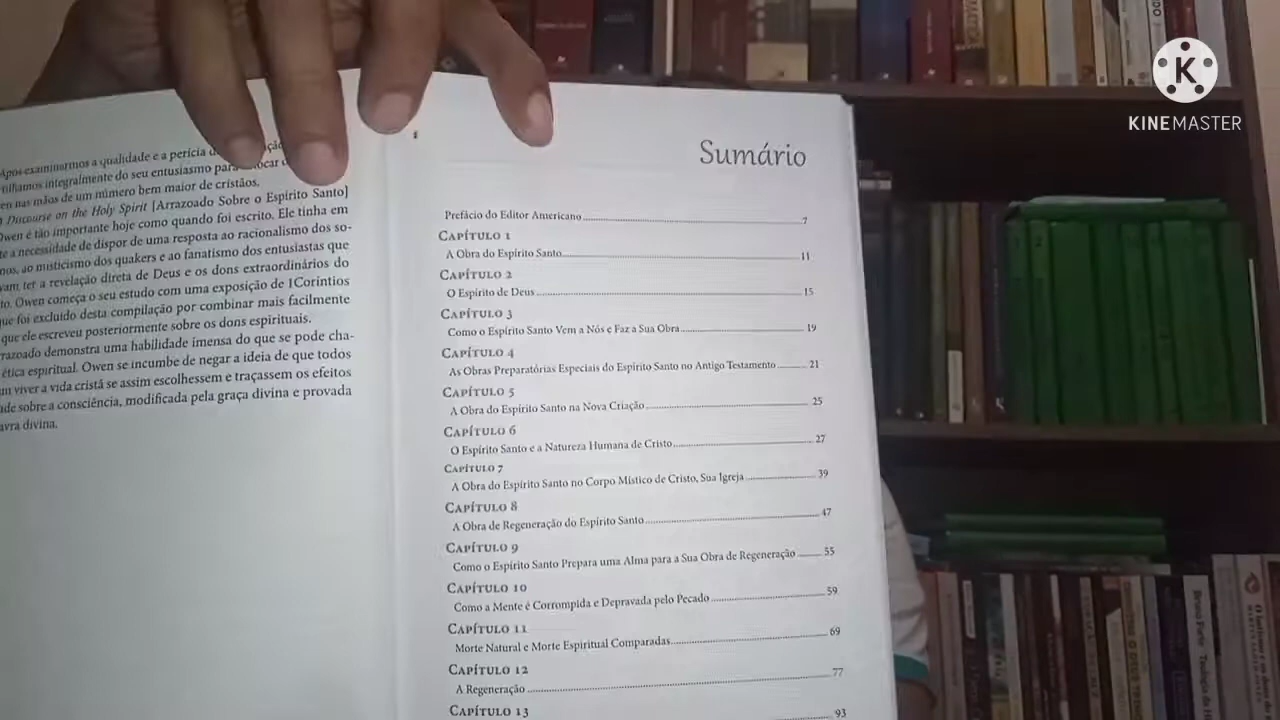 Após examinarmos a qualidade e a perícia
integralmente do seu entusiasmo para
nas mãos de um número bem maior de cristãos.
Discourse on the Holy Spirit [Arrazoado Sobre o Espírito Santo]
Owen é tão importante hoje como quando foi escrito. Ele tinha em
a necessidade de dispor de uma resposta ao racionalismo dos so-
ao misticismo dos quakers e ao fanatismo dos entusiastas que
ter a revelação direta de Deus e os dons extraordinários do
Owen começa o seu estudo com uma exposição de 1Coríntios
que foi excluído desta compilação por combinar mais facilmente
que ele escreveu posteriormente sobre os dons espirituais.
demonstra uma habilidade imensa do que se pode cha-
ética espiritual. Owen se incumbe de negar a ideia de que todos
viver a vida cristã se assim escolhessem e traçassem os efeitos
sobre a consciência, modificada pela graça divina e provada
divina.
Sumário
Prefácio do Editor Americano 7
CAPÍTULO 1
A Obra do Espírito Santo 11
CAPÍTULO 2
O Espírito de Deus 15
CAPÍTULO 3
Como o Espírito Santo Vem a Nós e Faz a Sua Obra 19
CAPÍTULO 4
As Obras Preparatórias Especiais do Espírito Santo no Antigo Testamento 21
CAPÍTULO 5
A Obra do Espírito Santo na Nova Criação 25
CAPÍTULO 6
O Espírito Santo e a Natureza Humana de Cristo 27
CAPÍTULO 7
A Obra do Espírito Santo no Corpo Místico de Cristo, Sua Igreja 39
CAPÍTULO 8
A Obra de Regeneração do Espírito Santo 47
CAPÍTULO 9
Como o Espírito Santo Prepara uma Alma para a Sua Obra de Regeneração 55
CAPÍTULO 10
Como a Mente é Corrompida e Depravada pelo Pecado 59
CAPÍTULO 11
Morte Natural e Morte Espiritual Comparadas 69
CAPÍTULO 12
A Regeneração 77
CAPÍTULO 13
93
K
KINEMASTER